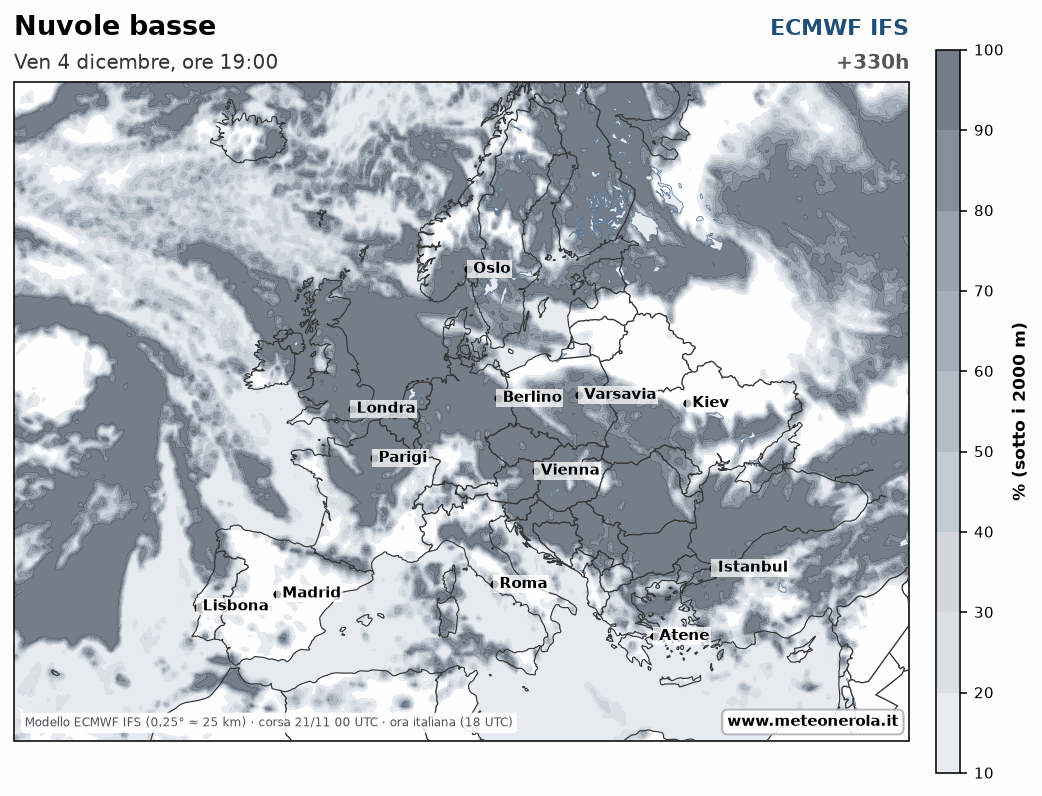 Nuvole basse
ECMWF IFS
Ven 4 dicembre, ore 19:00
+330h
100
90
80
70
60
50
40
30
20
10
% (sotto i 2000 m)
Oslo
Berlino
Varsavia
Kiev
Londra
Parigi
Vienna
Istanbul
Roma
Madrid
Lisbona
Atene
Modello ECMWF IFS (0,25° ≈ 25 km) · corsa 21/11 00 UTC · ora italiana (18 UTC)
www.meteonerola.it